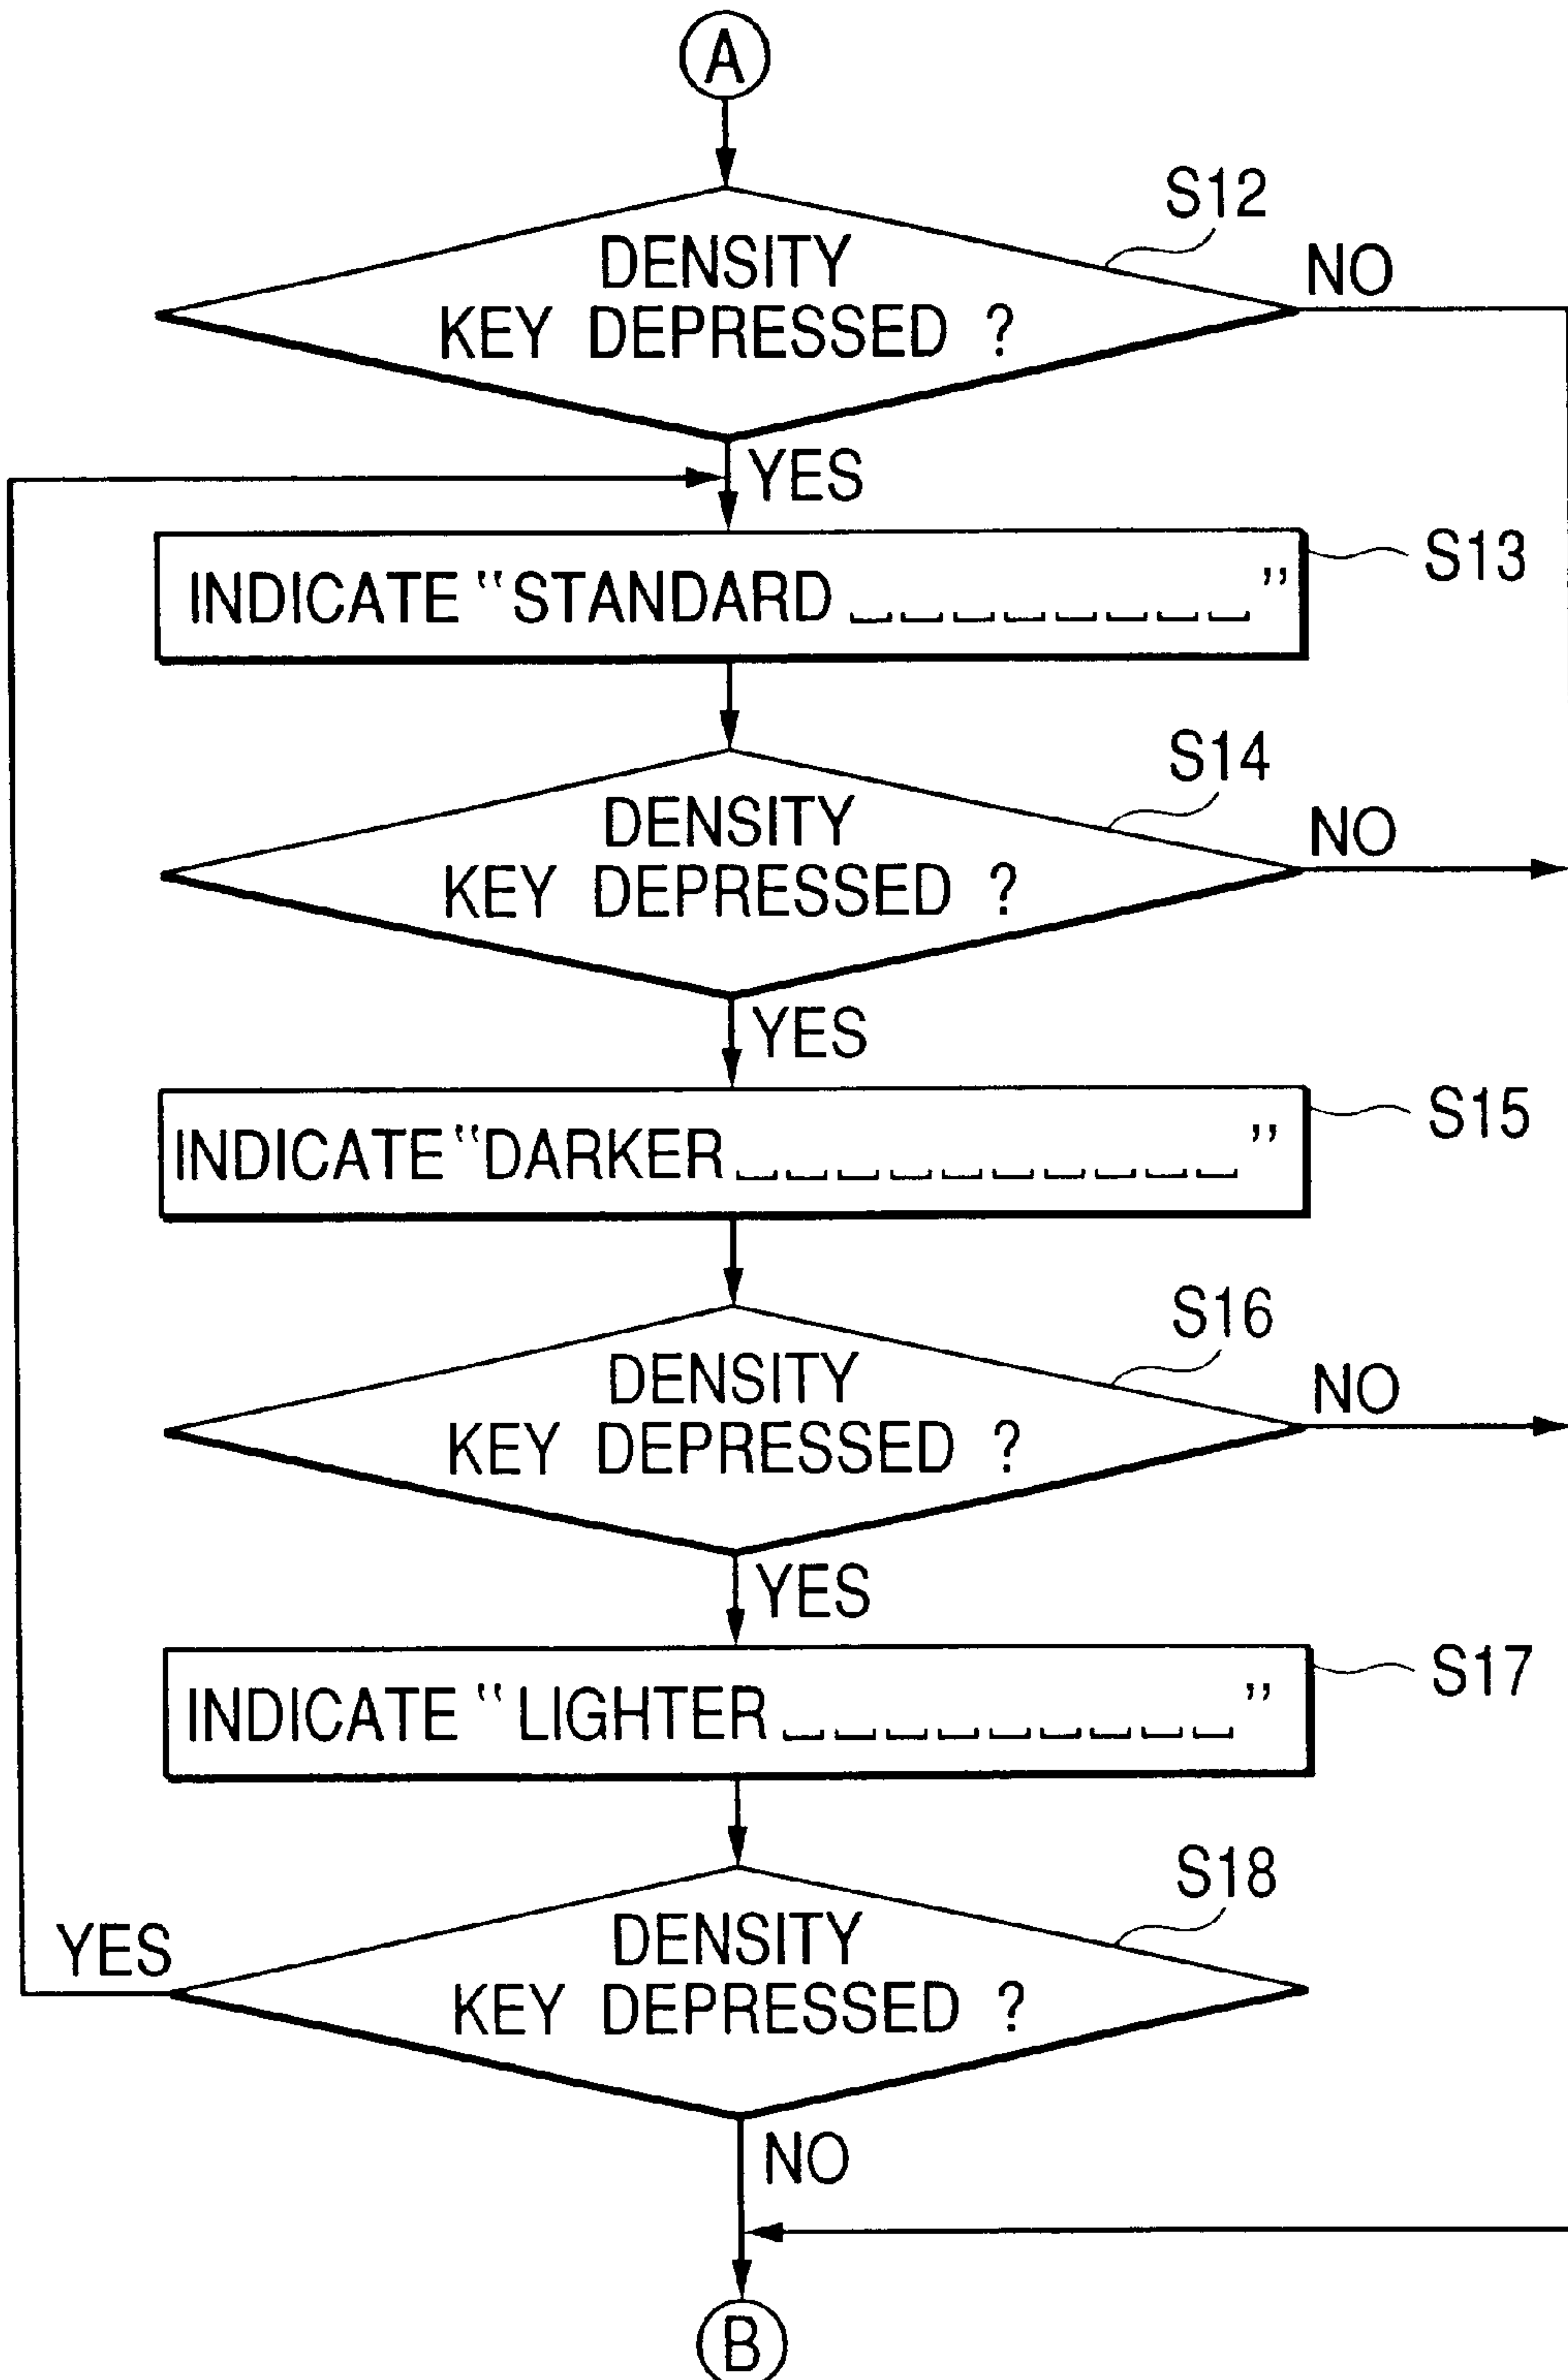 A
S12
DENSITY
KEY DEPRESSED ?
NO
YES
INDICATE "STANDARD ␣␣␣␣␣␣␣␣"
S13
S14
DENSITY
KEY DEPRESSED ?
NO
YES
INDICATE "DARKER␣␣␣␣␣␣␣␣␣␣"
S15
S16
DENSITY
KEY DEPRESSED ?
NO
YES
INDICATE "LIGHTER␣␣␣␣␣␣␣␣␣"
S17
S18
DENSITY
KEY DEPRESSED ?
YES
NO
B